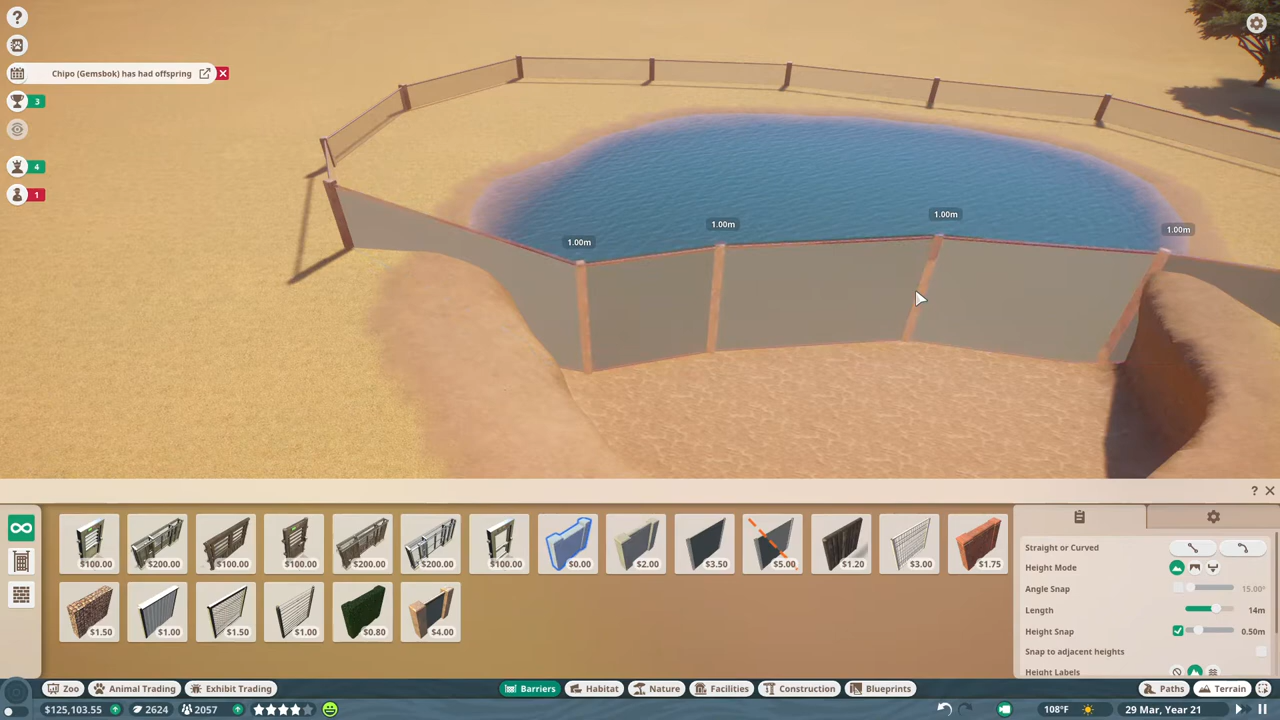 ?
Chipo (Gemsbok) has had offspring
3
4
1
1.00m
1.00m
1.00m
1.00m
?
$100.00
$200.00
$100.00
$100.00
$200.00
$200.00
$100.00
$0.00
$2.00
$3.50
$5.00
$1.20
$3.00
$1.75
$1.50
$1.00
$1.50
$1.00
$0.80
$4.00
Straight or Curved
Height Mode
Angle Snap 15.00°
Length 14m
Height Snap 0.50m
Snap to adjacent heights
Height Labels
Zoo Animal Trading Exhibit Trading Barriers Habitat Nature Facilities Construction Blueprints Paths Terrain
$125,103.55 2624 2057 108°F 29 Mar, Year 21